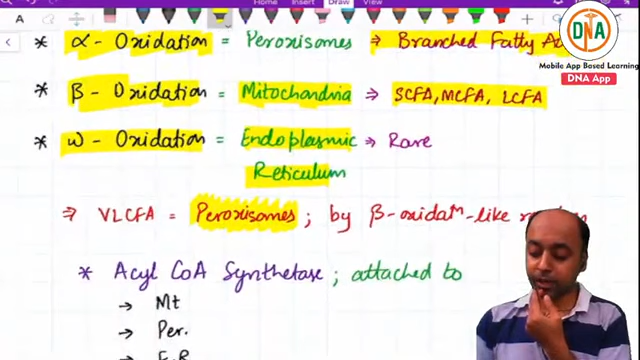 Insert
Draw
View
DNA
Mobile App Based Learning
DNA App
* α - Oxidation = Peroxisomes ⇒ Branched Fatty
* β - Oxidation = Mitochondria ⇒ SCFA, MCFA, LCFA
* ω - Oxidation = Endoplasmic → Rare
Reticulum
⇒ VLCFA = Peroxisomes ; by β-oxidaⁿ-like
* Acyl CoA Synthetase ; attached to
→ Mt
→ Per.
→ E.R